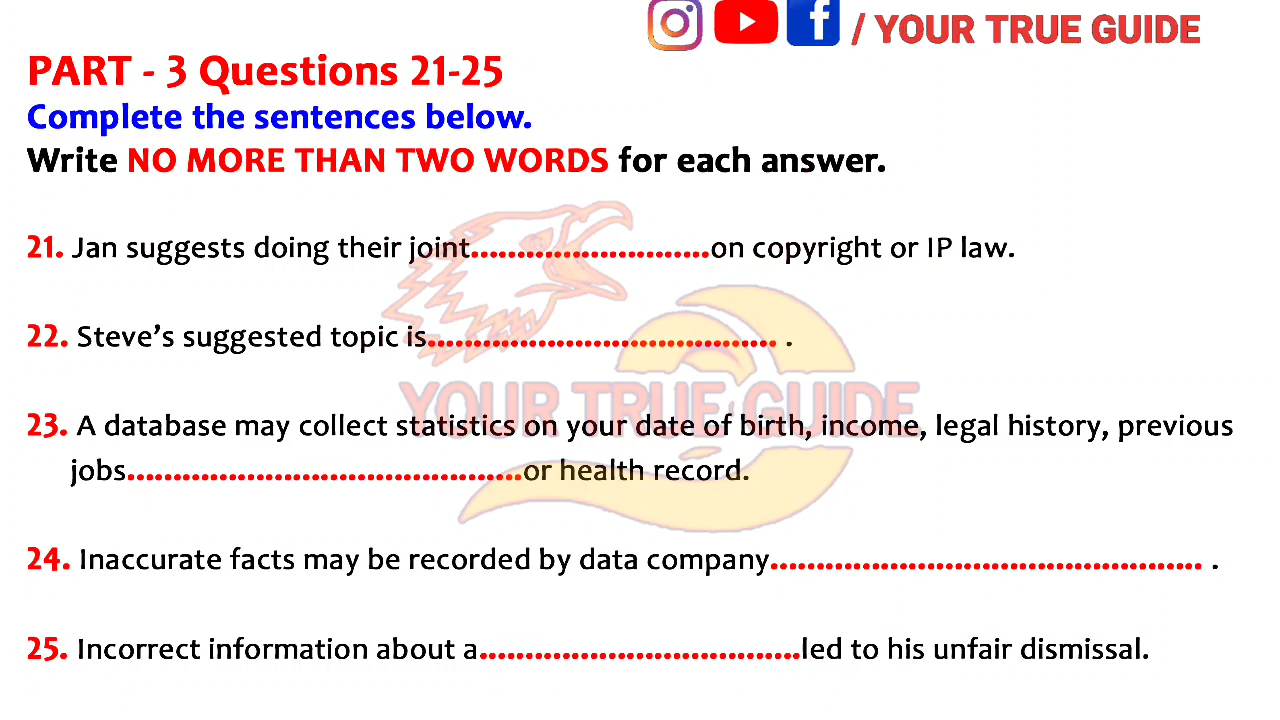 / YOUR TRUE GUIDE
PART - 3 Questions 21-25
Complete the sentences below.
Write NO MORE THAN TWO WORDS for each answer.
21. Jan suggests doing their joint..........................on copyright or IP law.
22. Steve's suggested topic is...................................... .
YOUR TRUE GUIDE
23. A database may collect statistics on your date of birth, income, legal history, previous
jobs...........................................or health record.
24. Inaccurate facts may be recorded by data company............................................... .
25. Incorrect information about a...................................led to his unfair dismissal.